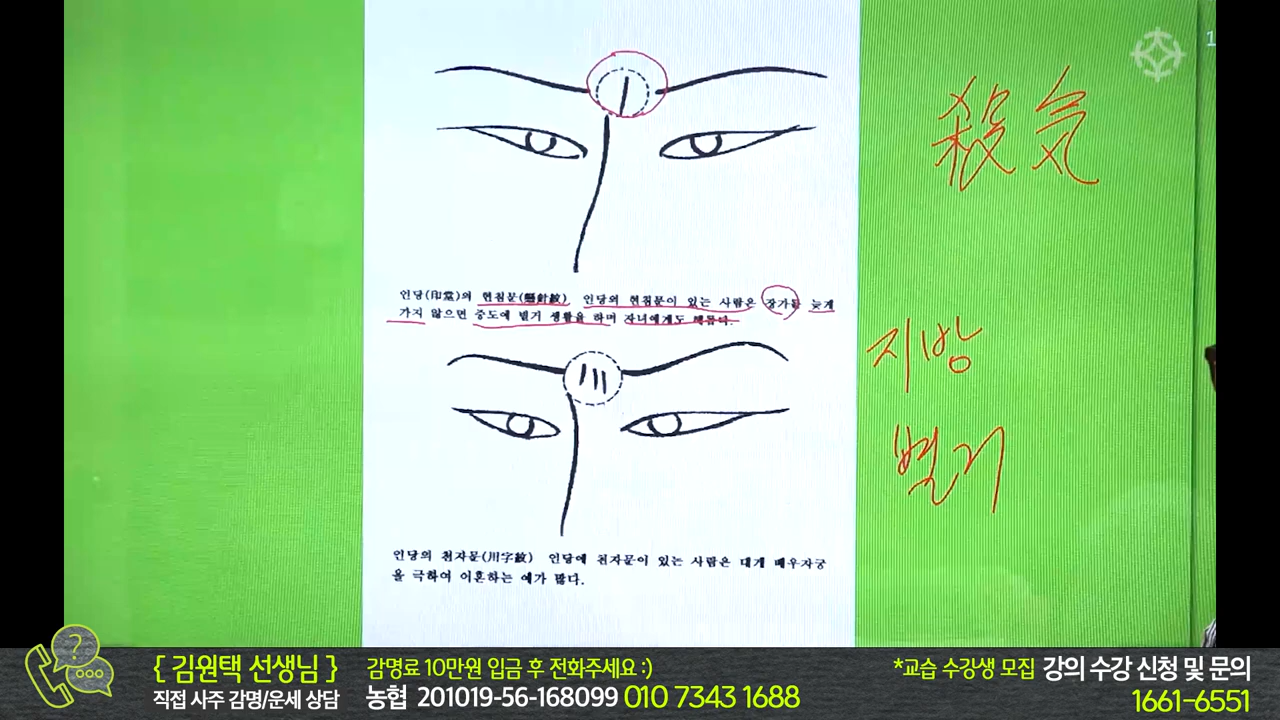 殺気
인당(印堂)의 현침문(懸針紋) 인당의 현침문이 있는 사람은 장가를 늦게
가지 않으면 중도에 별거 생활을 하며 자녀에게도 해롭다.
지방
별거
인당의 천자문(川字紋) 인당에 천자문이 있는 사람은 대개 배우자궁
을 극하여 이혼하는 예가 많다.
{ 김원택 선생님 }
직접 사주 감명/운세 상담
감명료 10만원 입금 후 전화주세요 :)
농협 201019-56-168099 010 7343 1688
*교습 수강생 모집 강의 수강 신청 및 문의
1661-6551